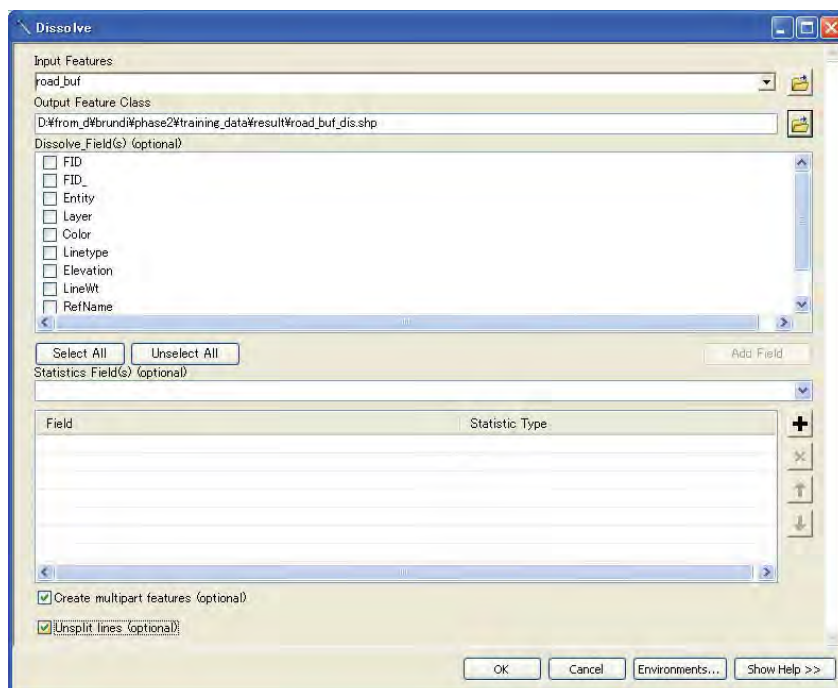 Dissolve
Input Features
road_buf
Output Feature Class
D:¥from_d¥brundi¥phase2¥training_data¥result¥road_buf_dis.shp
Dissolve_Field(s) (optional)
FID
FID_
Entity
Layer
Color
Linetype
Elevation
LineWt
RefName
Select All Unselect All Add Field
Statistics Field(s) (optional)
Field Statistic Type
Create multipart features (optional)
Unsplit lines (optional)
OK Cancel Environments... Show Help >>